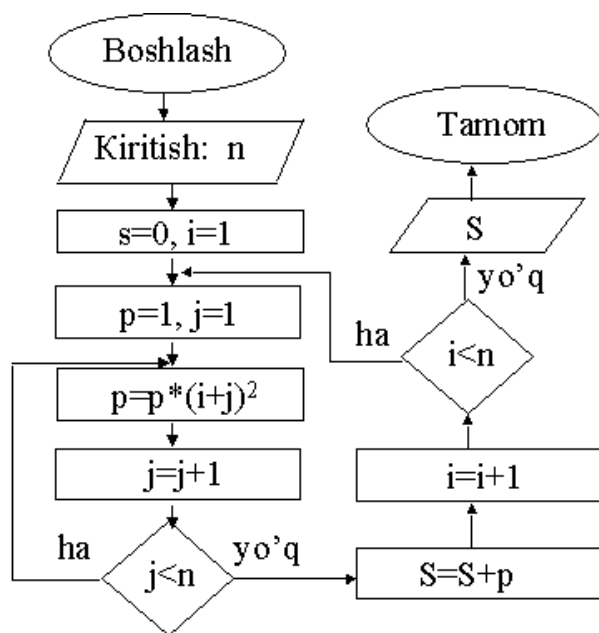 Boshlash
Kiritish: n
s=0, i=1
p=1, j=1
p=p*(i+j)²
j=j+1
j<n
ha
yo’q
S=S+p
i=i+1
i<n
ha
yo’q
S
Tamom